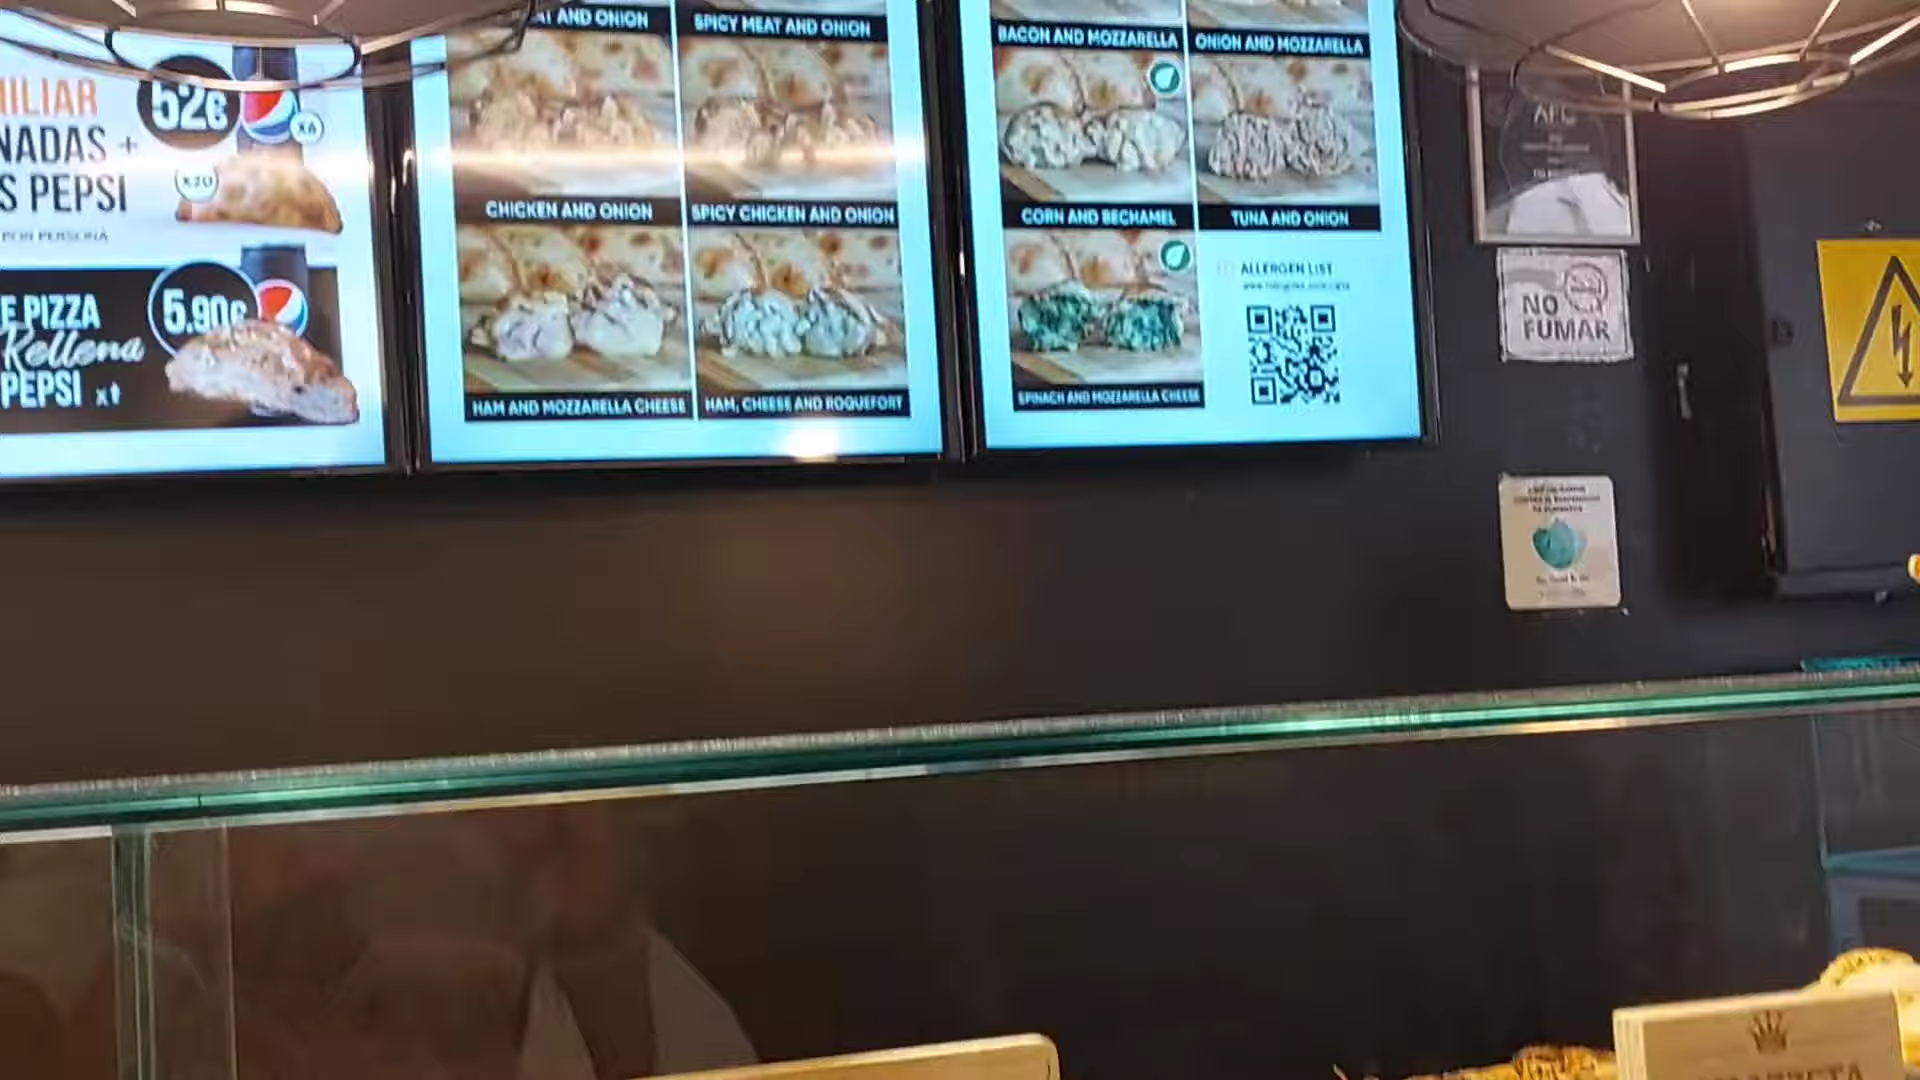 ILIAR
52€
x6
NADAS +
x20
S PEPSI
POR PERSONA
E PIZZA
5.90€
Rellena
PEPSI x1
AT AND ONION
SPICY MEAT AND ONION
CHICKEN AND ONION
SPICY CHICKEN AND ONION
HAM AND MOZZARELLA CHEESE
HAM, CHEESE AND ROQUEFORT
BACON AND MOZZARELLA
ONION AND MOZZARELLA
CORN AND BECHAMEL
TUNA AND ONION
SPINACH AND MOZZARELLA CHEESE
ALLERGEN LIST
NO
FUMAR